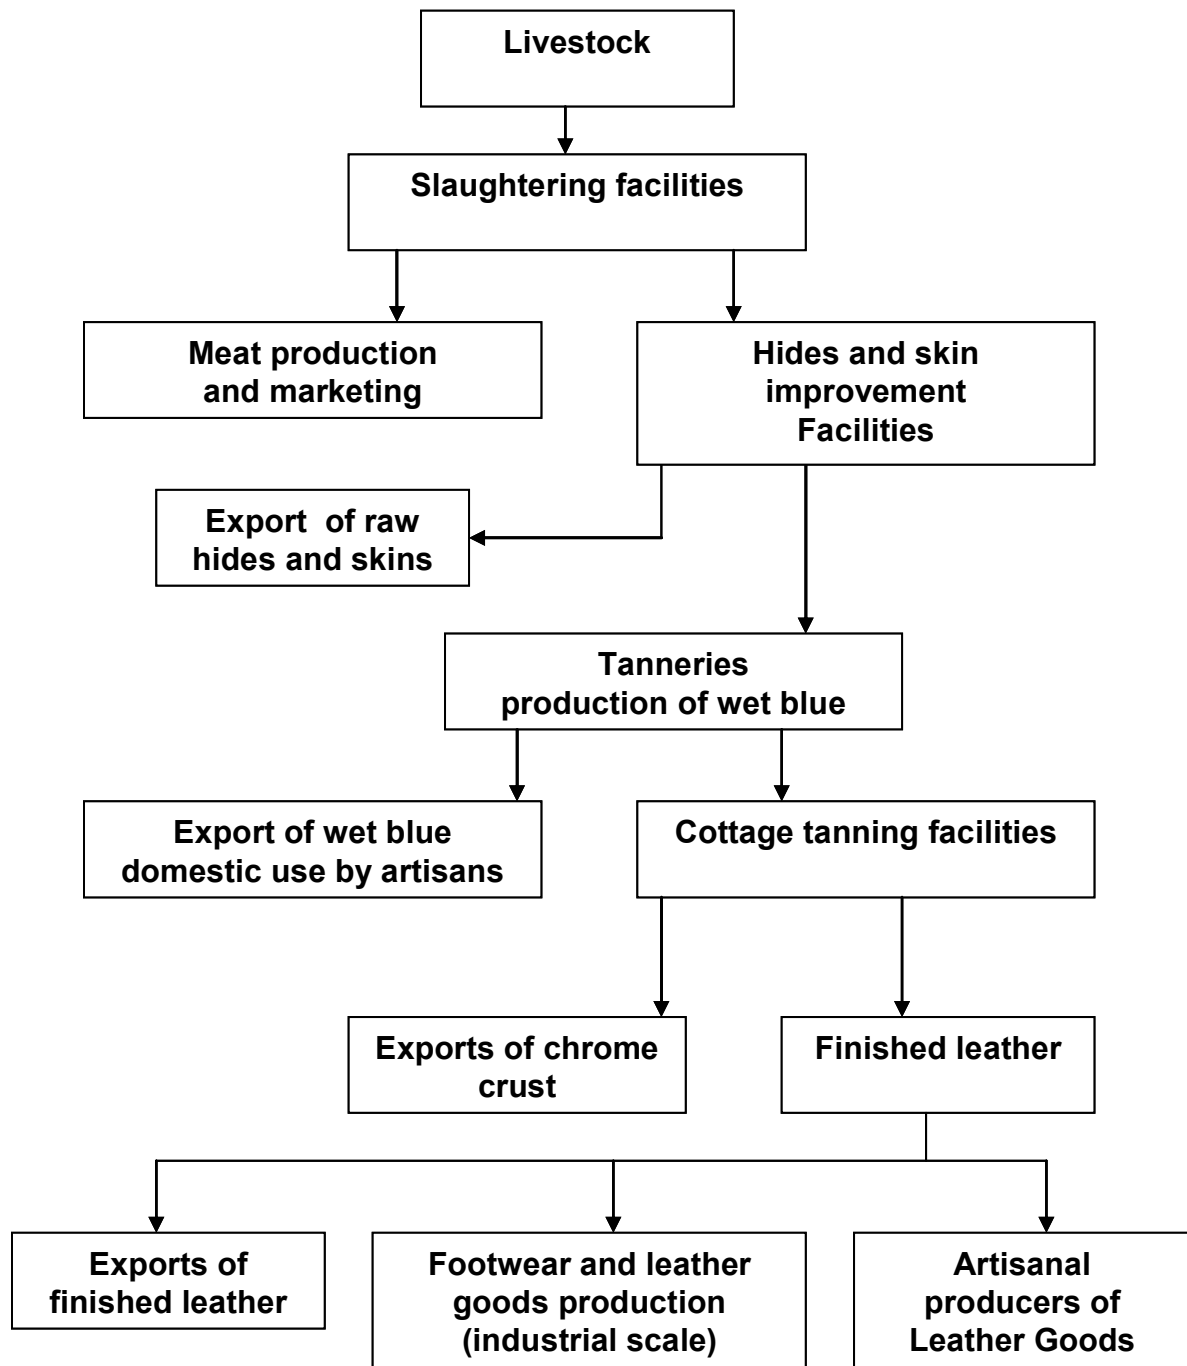 Livestock
Slaughtering facilities
Meat production
and marketing
Hides and skin
improvement
Facilities
Export  of raw
hides and skins
Tanneries
production of wet blue
Export of wet blue
domestic use by artisans
Cottage tanning facilities
Exports of chrome
crust
Finished leather
Exports of
finished leather
Footwear and leather
goods production
(industrial scale)
Artisanal
producers of
Leather Goods